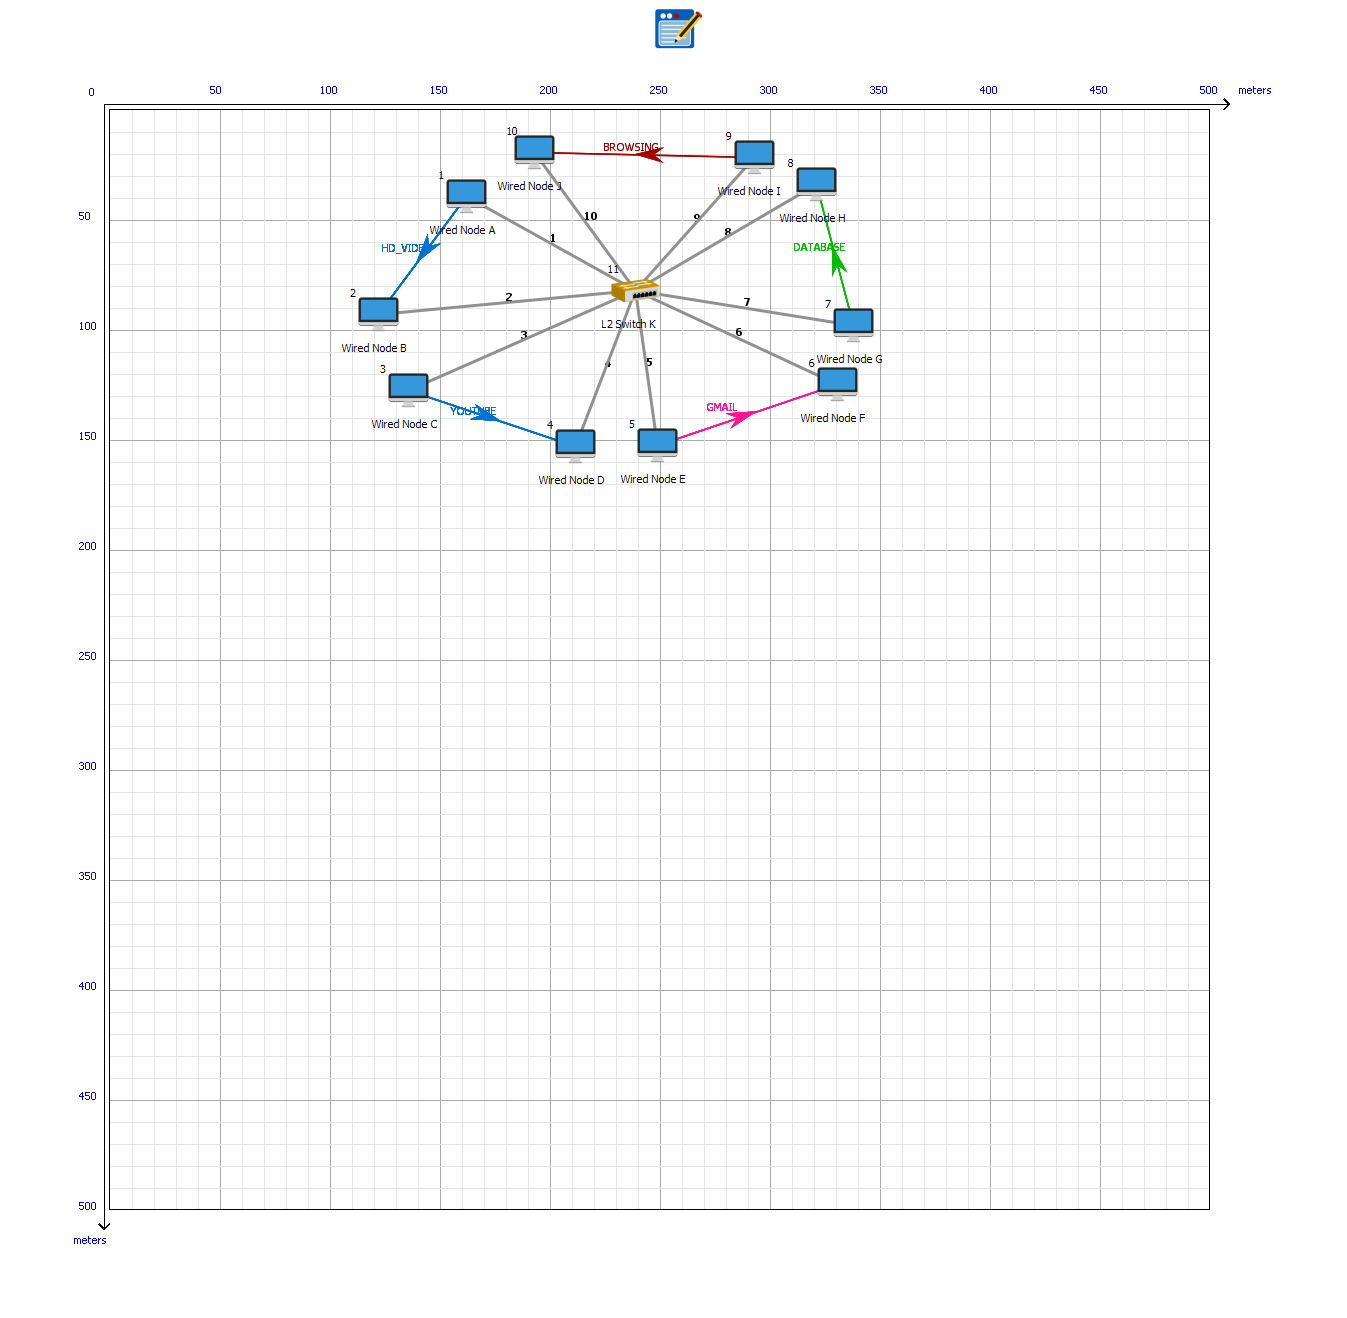 0 50 100 150 200 250 300 350 400 450 500 meters
10
BROWSING
9
8
1
Wired Node J
Wired Node I
50
10
9
Wired Node H
Wired Node A
1
8
HD_VIDE
DATABASE
11
2
2
7
7
100
L2 Switch K
3
6
Wired Node B
Wired Node G
4
5
6
3
YOUTUBE
GMAIL
Wired Node C
Wired Node F
4
5
150
Wired Node D
Wired Node E
200
250
300
350
400
450
500
meters